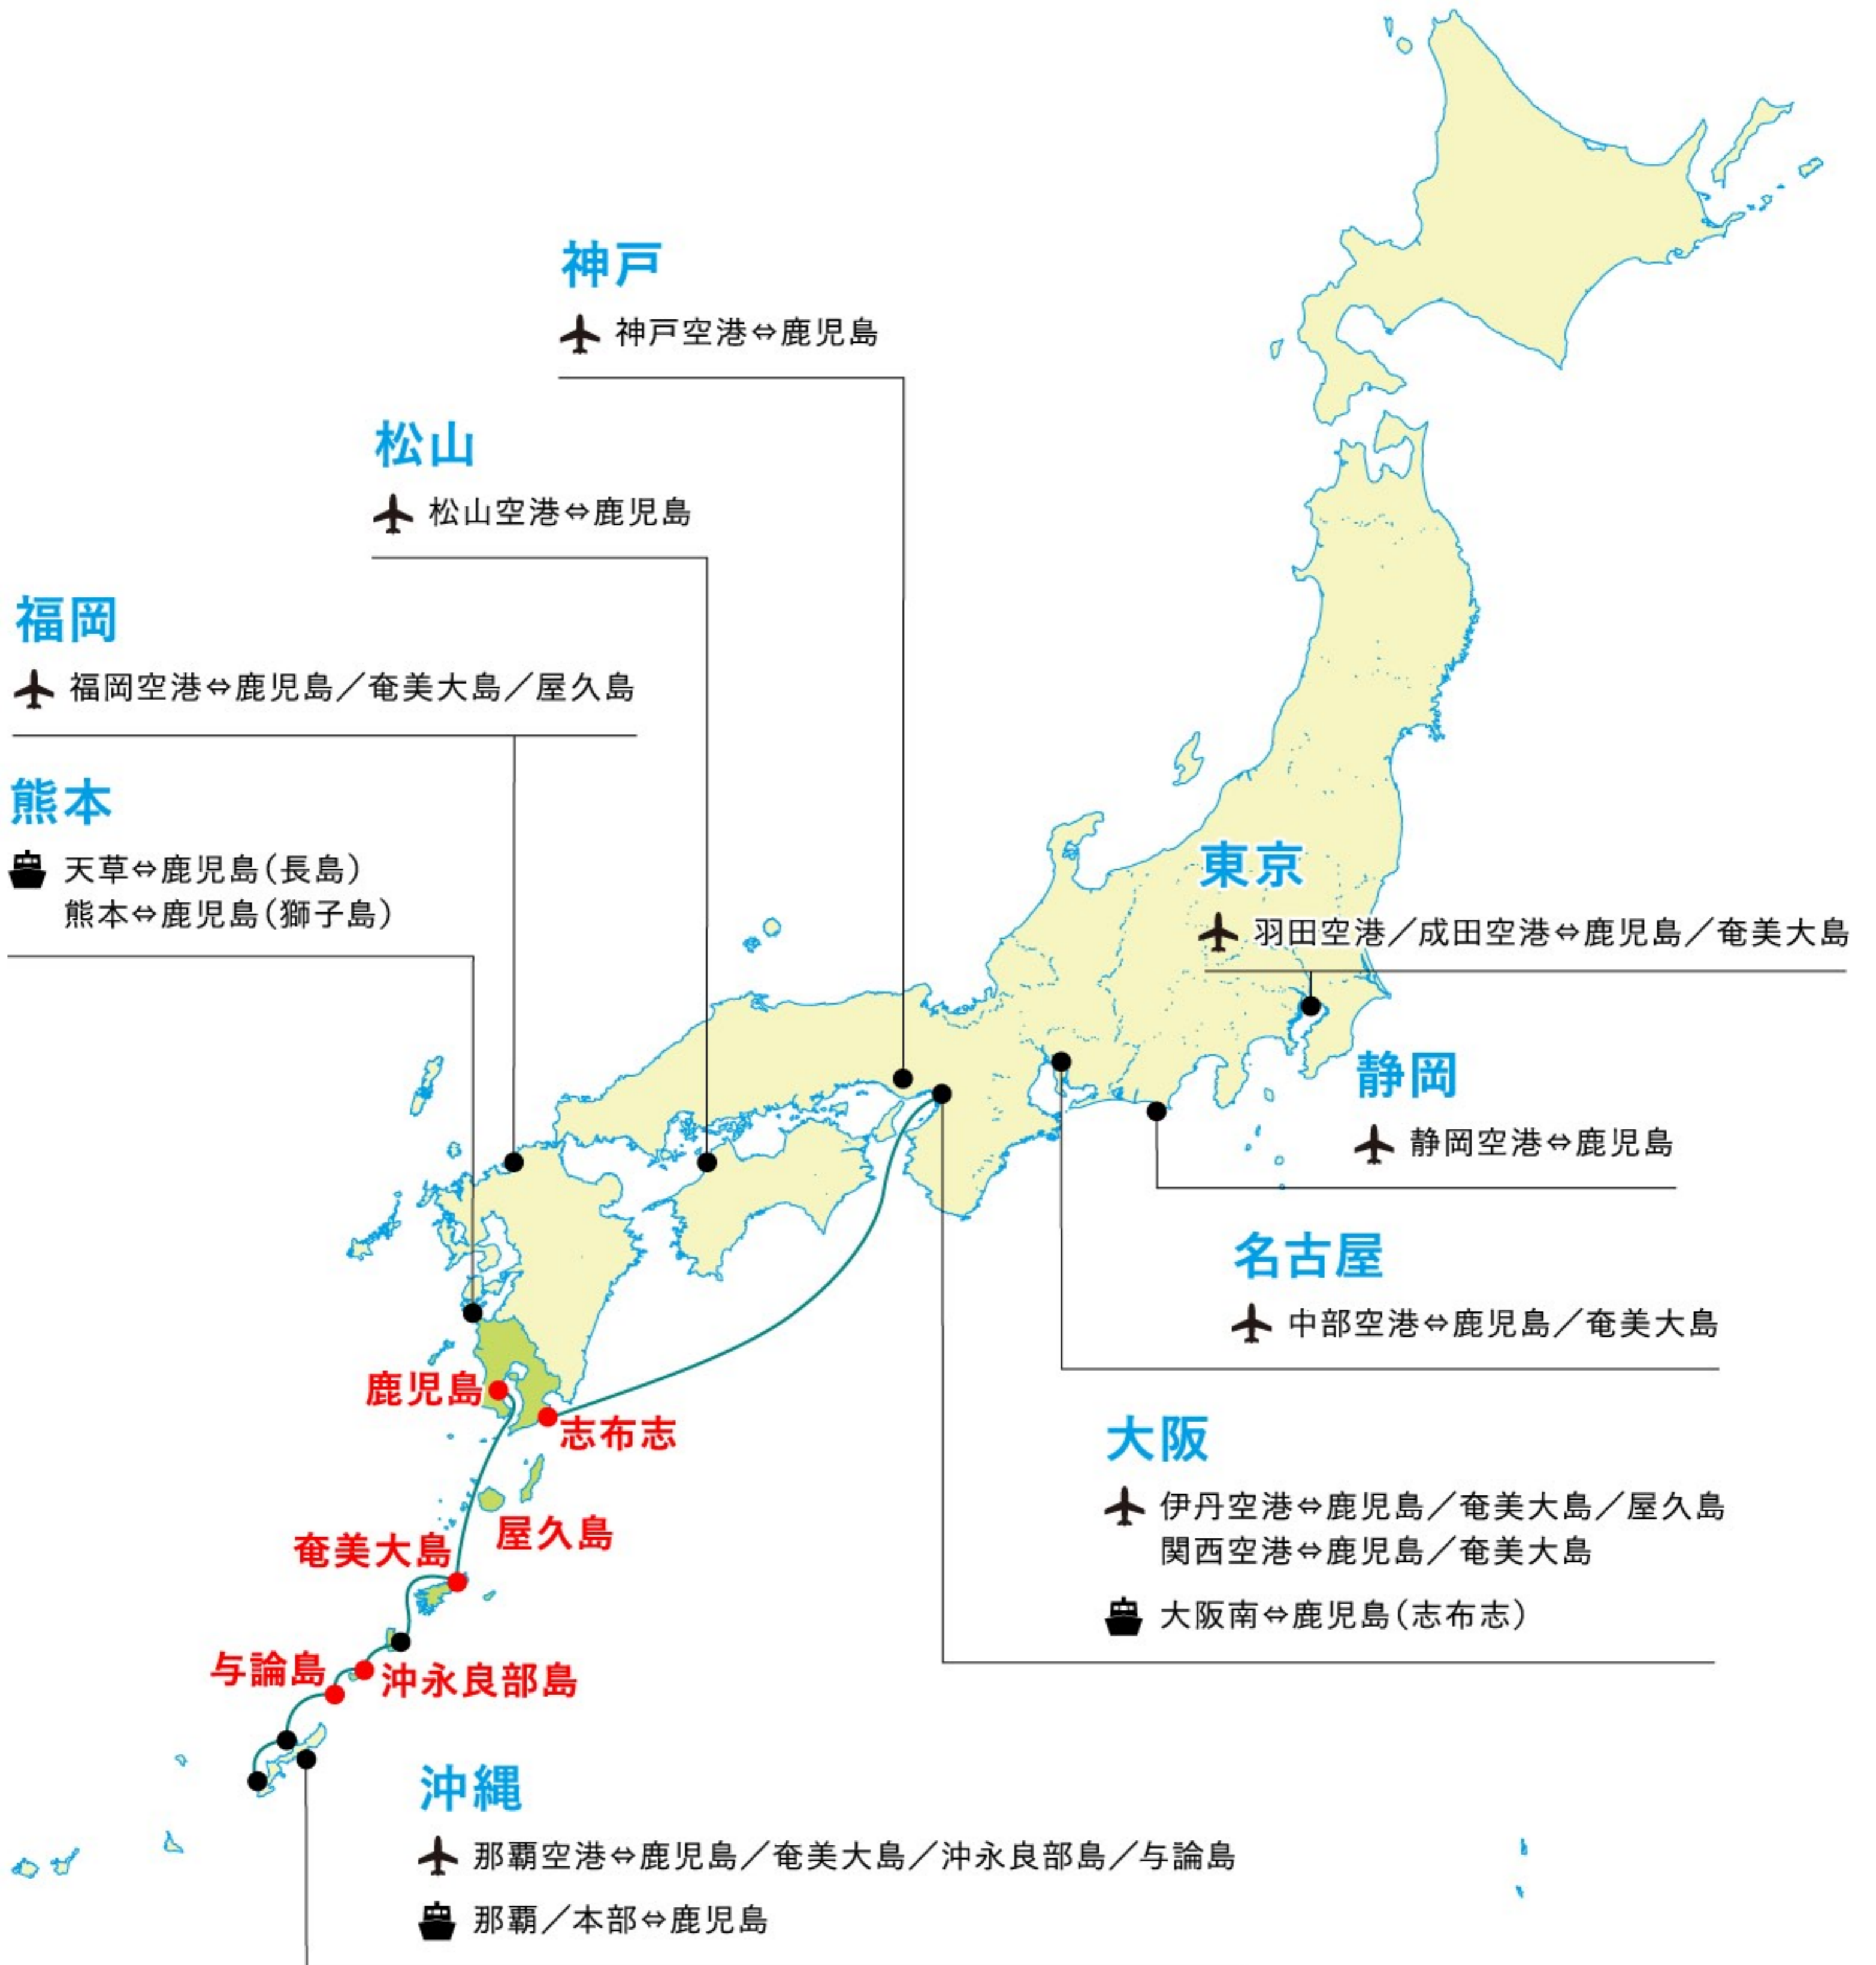 神戸
神戸空港⇔鹿児島
松山
松山空港⇔鹿児島
福岡
福岡空港⇔鹿児島／奄美大島／屋久島
熊本
天草⇔鹿児島（長島）
熊本⇔鹿児島（獅子島）
東京
羽田空港／成田空港⇔鹿児島／奄美大島
静岡
静岡空港⇔鹿児島
名古屋
中部空港⇔鹿児島／奄美大島
大阪
伊丹空港⇔鹿児島／奄美大島／屋久島
関西空港⇔鹿児島／奄美大島
大阪南⇔鹿児島（志布志）
鹿児島
志布志
屋久島
奄美大島
与論島
沖永良部島
沖縄
那覇空港⇔鹿児島／奄美大島／沖永良部島／与論島
那覇／本部⇔鹿児島